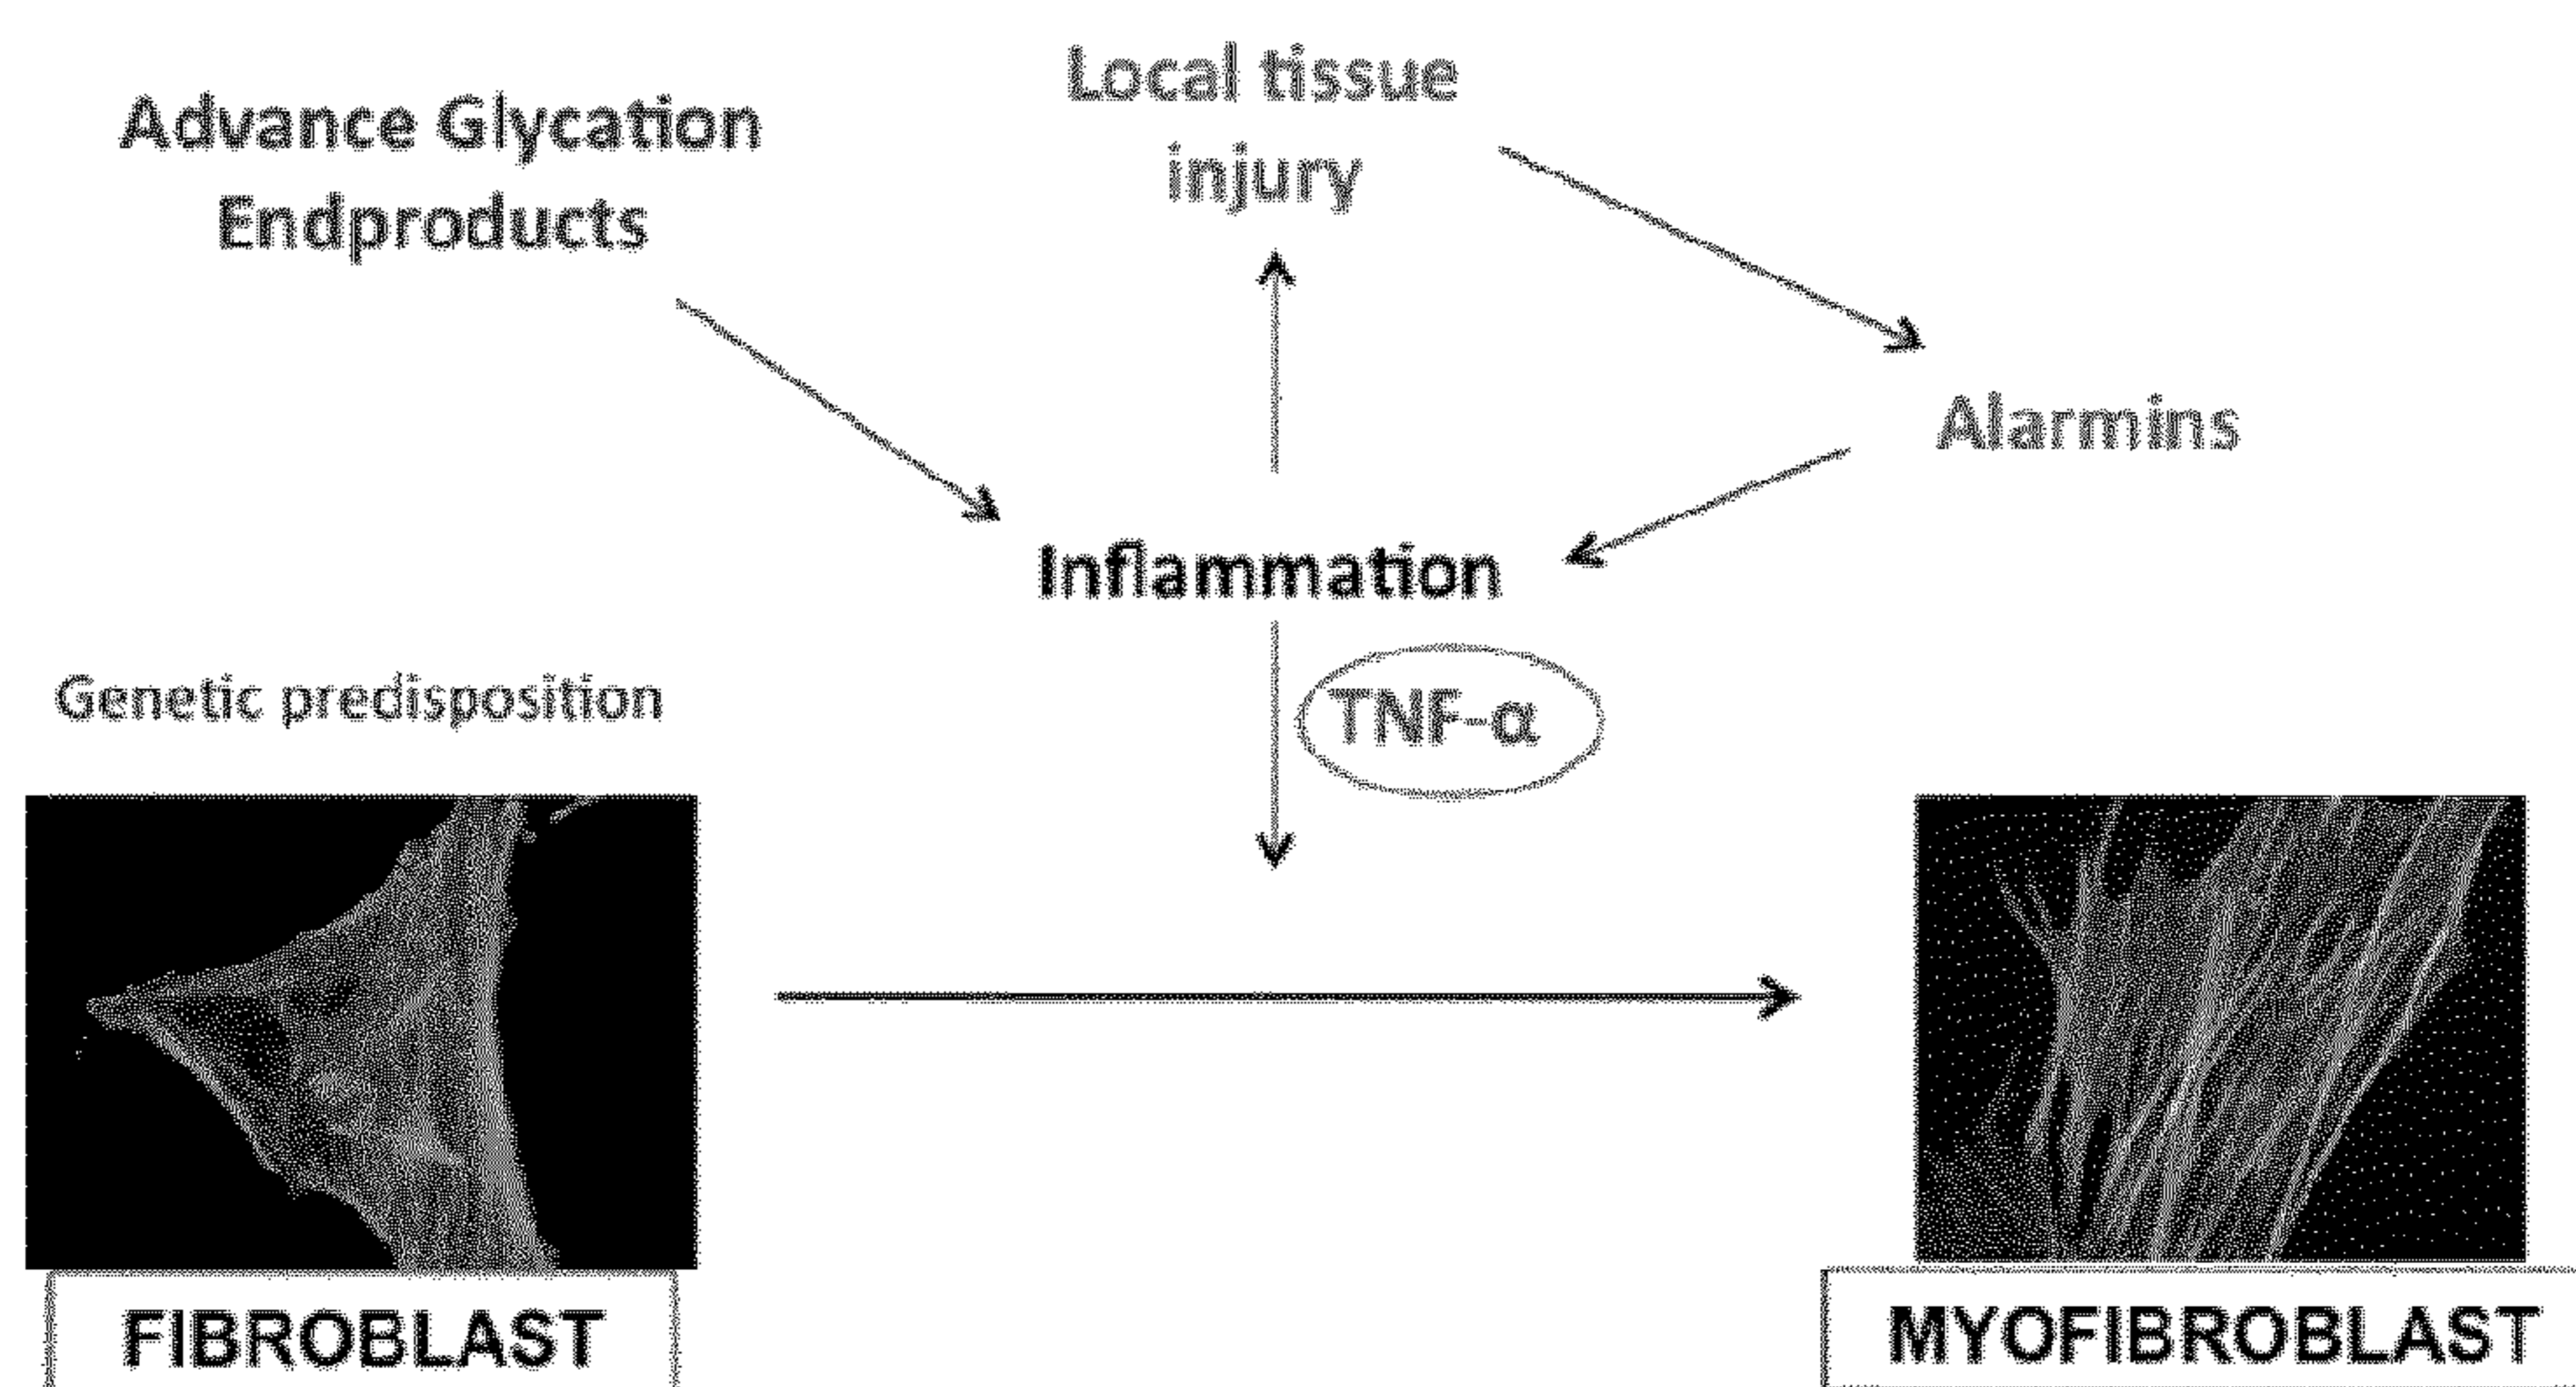 Advance Glycation
Endproducts
Local tissue
injury
Alarmins
Inflammation
TNF-α
Genetic predisposition
FIBROBLAST
MYOFIBROBLAST